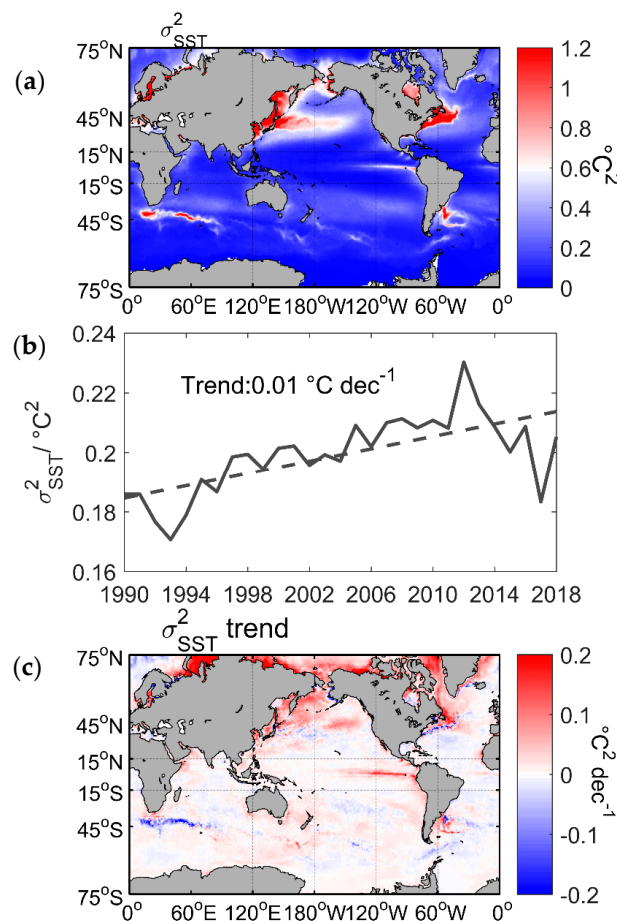 σ²SST
(a)
75°N
45°N
15°N
15°S
45°S
75°S
0° 60°E 120°E 180°W 120°W 60°W 0°
1.2
1
0.8
0.6
0.4
0.2
0
°C²
(b)
0.24
0.22
0.2
0.18
0.16
σ²SST/ °C²
Trend:0.01 °C dec⁻¹
1990 1994 1998 2002 2006 2010 2014 2018
σ²SST trend
(c)
75°N
45°N
15°N
15°S
45°S
75°S
0° 60°E 120°E 180°W 120°W 60°W 0°
0.2
0.1
0
-0.1
-0.2
°C² dec⁻¹